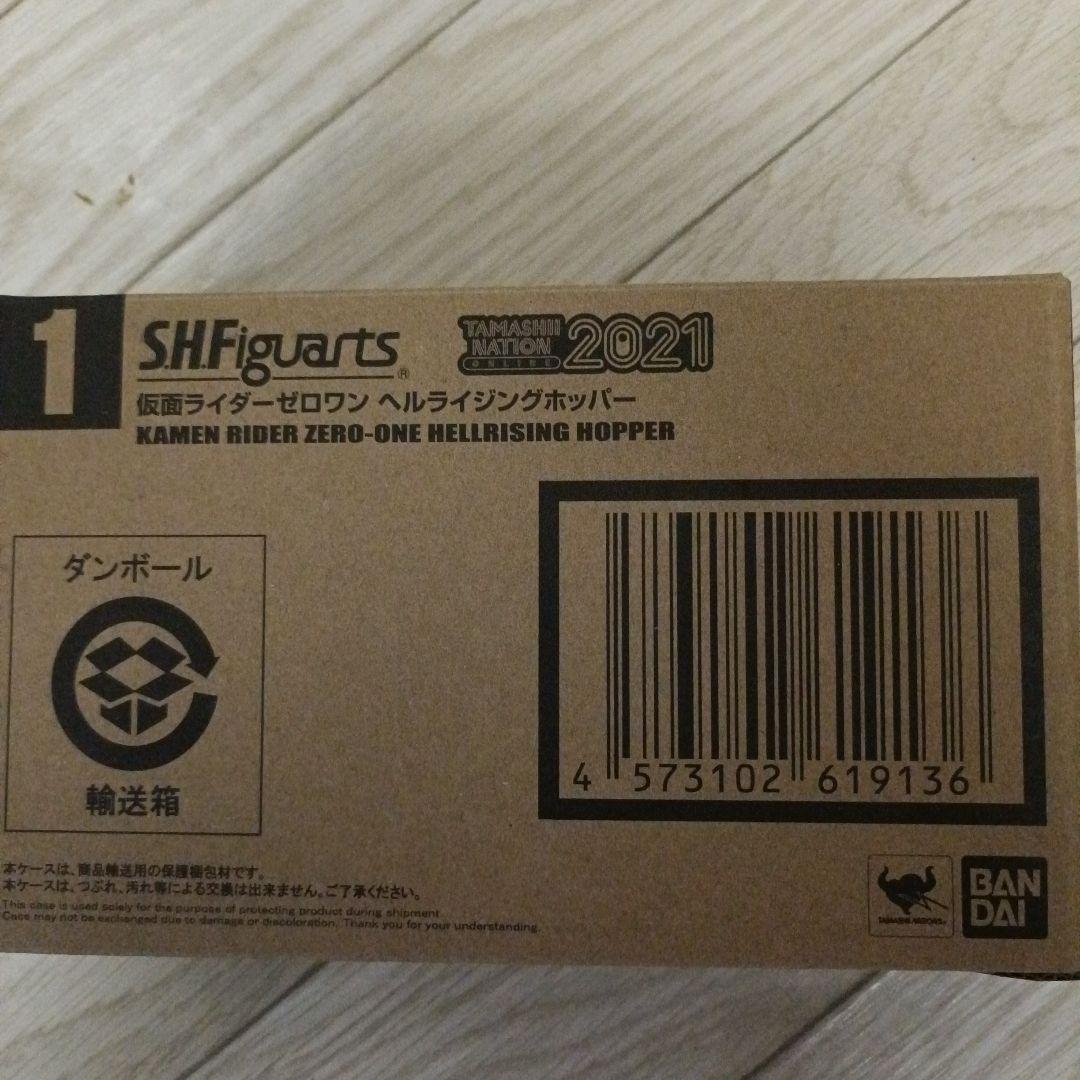 1
S.H.Figuarts®
TAMASHII NATION ONLINE 2021
仮面ライダーゼロワン ヘルライジングホッパー
KAMEN RIDER ZERO-ONE HELLRISING HOPPER
ダンボール
輸送箱
4 573102 619136
本ケースは、商品輸送用の保護梱包材です。
本ケースは、つぶれ、汚れ等による交換は出来ません。ご了承ください。
This case is used solely for the purpose of protecting product during shipment.
Case may not be exchanged due to damage or discoloration. Thank you for your understanding.
TAMASHII NATIONS
BAN
DAI